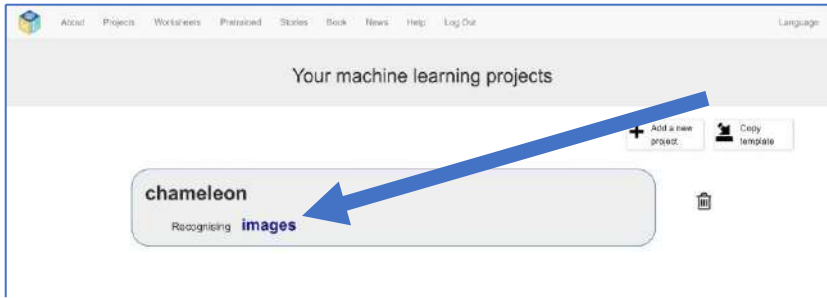 About Projects Worksheets Pretrained Stories Book News Help Log Out Language
Your machine learning projects
Add a new project
Copy template
chameleon
Recognising images